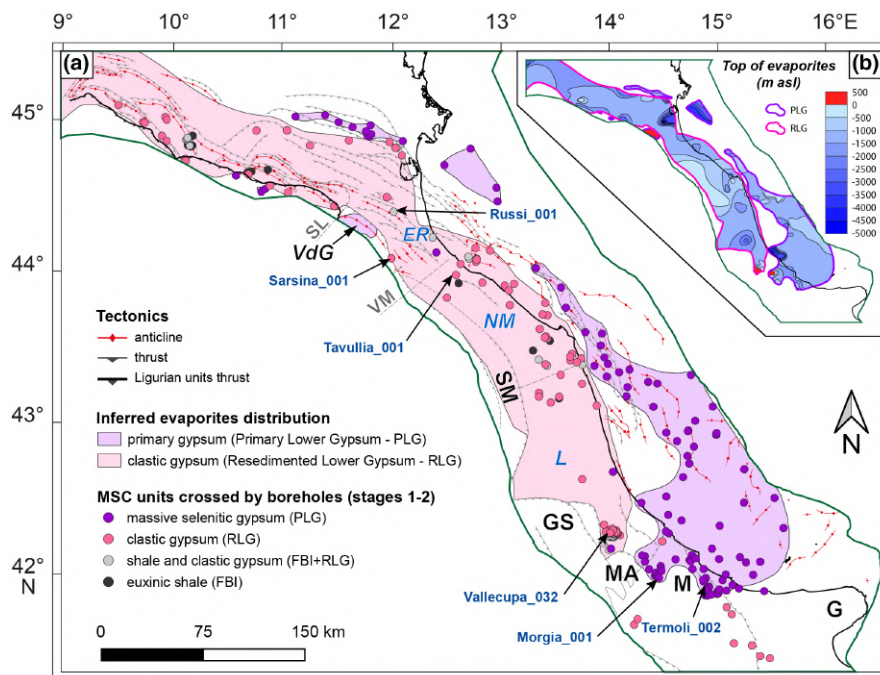 9° 10° 11° 12° 13° 14° 15° 16°E
(a)
(b)
Top of evaporites
(m asl)
PLG
RLG
500
0
-500
-1000
-1500
-2000
-2500
-3000
-3500
-4000
-4500
-5000
45°
44°
43°
42°
N
Russi_001
SL
ER
VdG
Sarsina_001
VM
Tavullia_001
NM
SM
L
GS
MA
M
G
Vallecupa_032
Morgia_001
Termoli_002
N
Tectonics
anticline
thrust
Ligurian units thrust
Inferred evaporites distribution
primary gypsum (Primary Lower Gypsum - PLG)
clastic gypsum (Resedimented Lower Gypsum - RLG)
MSC units crossed by boreholes (stages 1-2)
massive selenitic gypsum (PLG)
clastic gypsum (RLG)
shale and clastic gypsum (FBI+RLG)
euxinic shale (FBI)
0 75 150 km